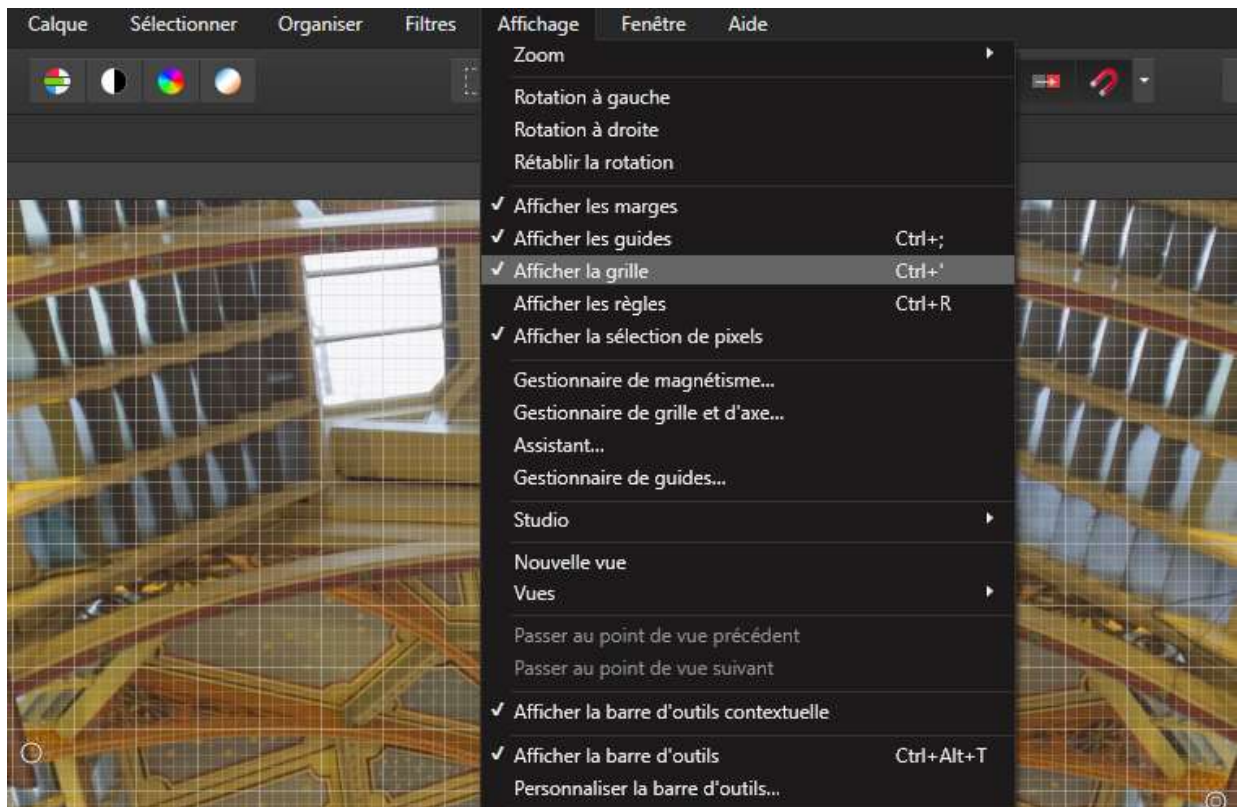 Calque Sélectionner Organiser Filtres Affichage Fenêtre Aide
Zoom
Rotation à gauche
Rotation à droite
Rétablir la rotation
Afficher les marges
Afficher les guides Ctrl+;
Afficher la grille Ctrl+'
Afficher les règles Ctrl+R
Afficher la sélection de pixels
Gestionnaire de magnétisme...
Gestionnaire de grille et d'axe...
Assistant...
Gestionnaire de guides...
Studio
Nouvelle vue
Vues
Passer au point de vue précédent
Passer au point de vue suivant
Afficher la barre d'outils contextuelle
Afficher la barre d'outils Ctrl+Alt+T
Personnaliser la barre d'outils...